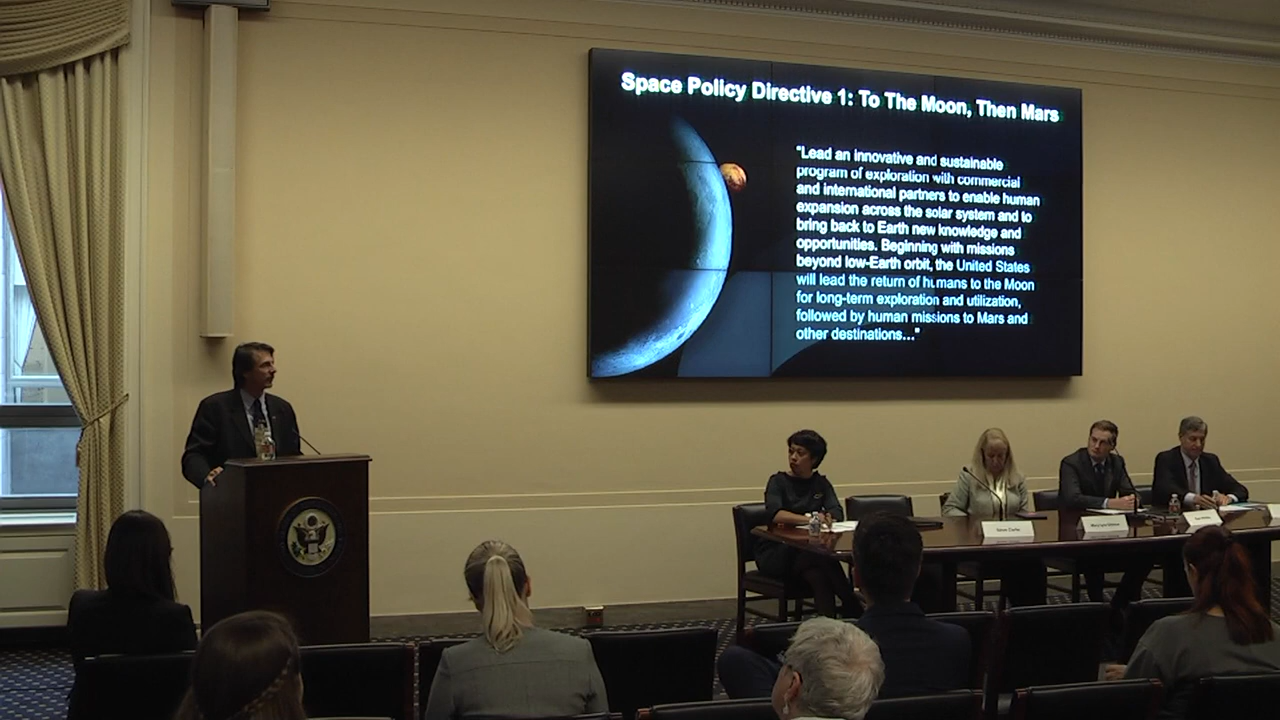 Space Policy Directive 1: To The Moon, Then Mars
"Lead an innovative and sustainable
program of exploration with commercial
and international partners to enable human
expansion across the solar system and to
bring back to Earth new knowledge and
opportunities. Beginning with missions
beyond low-Earth orbit, the United States
will lead the return of humans to the Moon
for long-term exploration and utilization,
followed by human missions to Mars and
other destinations..."
Steve Clarke